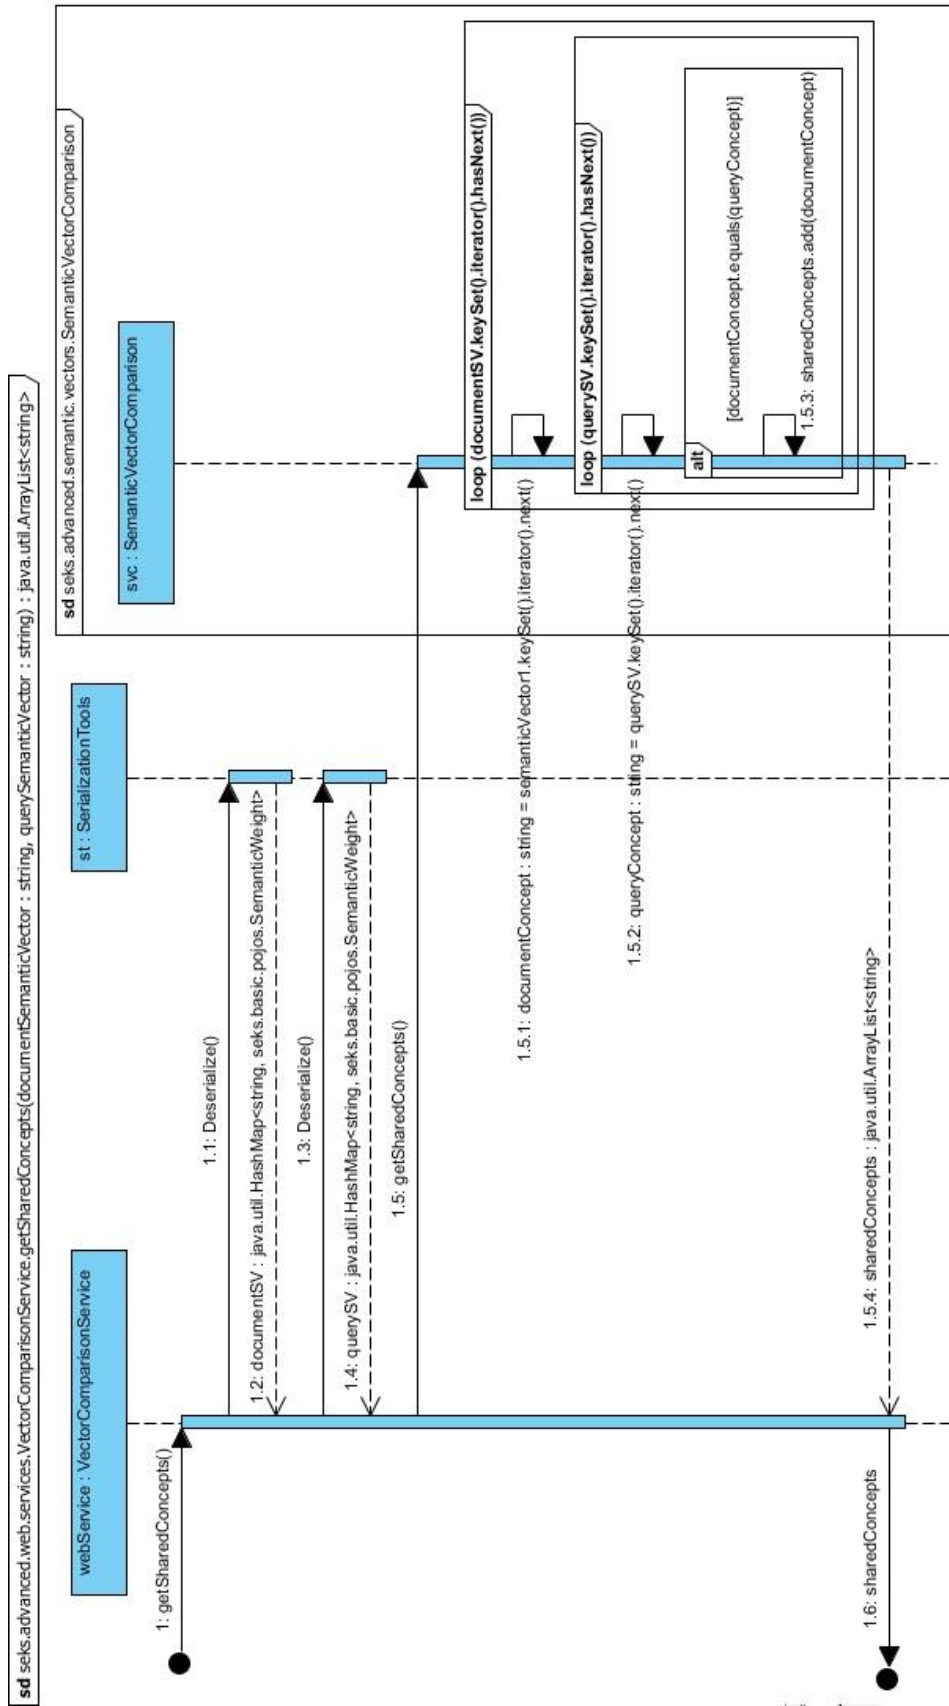 sd seks.advanced.web.services.VectorComparisonService.getSharedConcepts(documentSemanticVector : string, querySemanticVector : string) : java.util.ArrayList<string>
webService : VectorComparisonService
st : SerializationTools
sd seks.advanced.semantic.vectors.SemanticVectorComparison
svc : SemanticVectorComparison
1: getSharedConcepts()
1.1: Deserialize()
1.2: documentSV : java.util.HashMap<string, seks.basic.pojos.SemanticWeight>
1.3: Deserialize()
1.4: querySV : java.util.HashMap<string, seks.basic.pojos.SemanticWeight>
1.5: getSharedConcepts()
loop (documentSV.keySet().iterator().hasNext())
1.5.1: documentConcept : string = semanticVector1.keySet().iterator().next()
loop (querySV.keySet().iterator().hasNext())
1.5.2: queryConcept : string = querySV.keySet().iterator().next()
alt
[documentConcept.equals(queryConcept)]
1.5.3: sharedConcepts.add(documentConcept)
1.5.4: sharedConcepts : java.util.ArrayList<string>
1.6: sharedConcepts